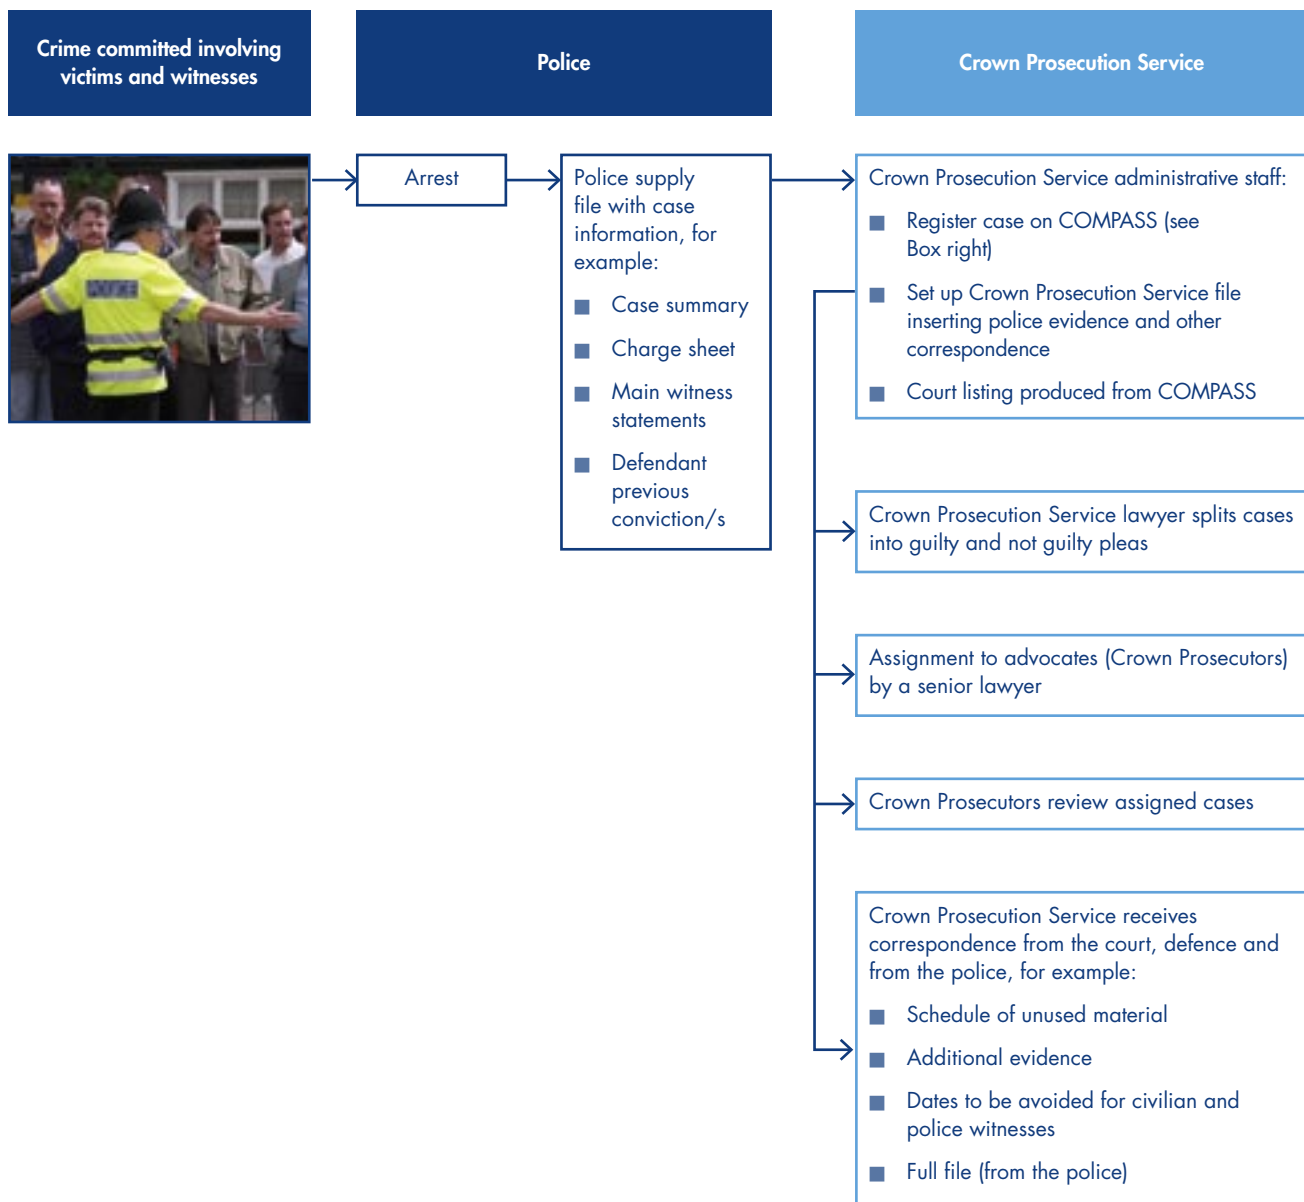 Crime committed involving
victims and witnesses
Police
Crown Prosecution Service
Arrest
Police supply
file with case
information, for
example:
Case summary
Charge sheet
Main witness
statements
Defendant
previous
conviction/s
Crown Prosecution Service administrative staff:
Register case on COMPASS (see
Box right)
Set up Crown Prosecution Service file
inserting police evidence and other
correspondence
Court listing produced from COMPASS
Crown Prosecution Service lawyer splits cases
into guilty and not guilty pleas
Assignment to advocates (Crown Prosecutors)
by a senior lawyer
Crown Prosecutors review assigned cases
Crown Prosecution Service receives
correspondence from the court, defence and
from the police, for example:
Schedule of unused material
Additional evidence
Dates to be avoided for civilian and
police witnesses
Full file (from the police)